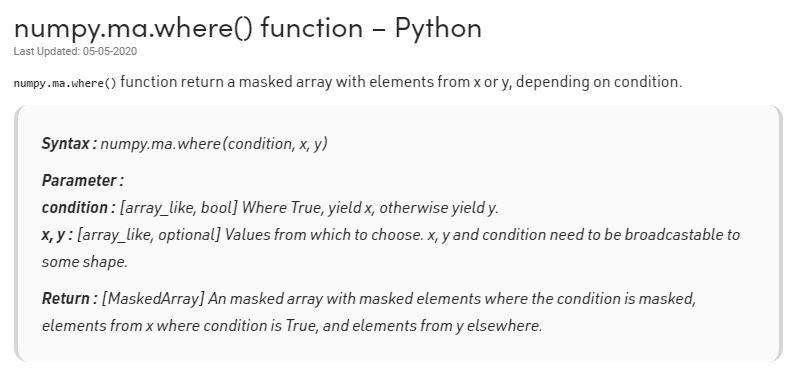 numpy.ma.where() function – Python
Last Updated: 05-05-2020
numpy.ma.where() function return a masked array with elements from x or y, depending on condition.
Syntax : numpy.ma.where(condition, x, y)
Parameter :
condition : [array_like, bool] Where True, yield x, otherwise yield y.
x, y : [array_like, optional] Values from which to choose. x, y and condition need to be broadcastable to
some shape.
Return : [MaskedArray] An masked array with masked elements where the condition is masked,
elements from x where condition is True, and elements from y elsewhere.